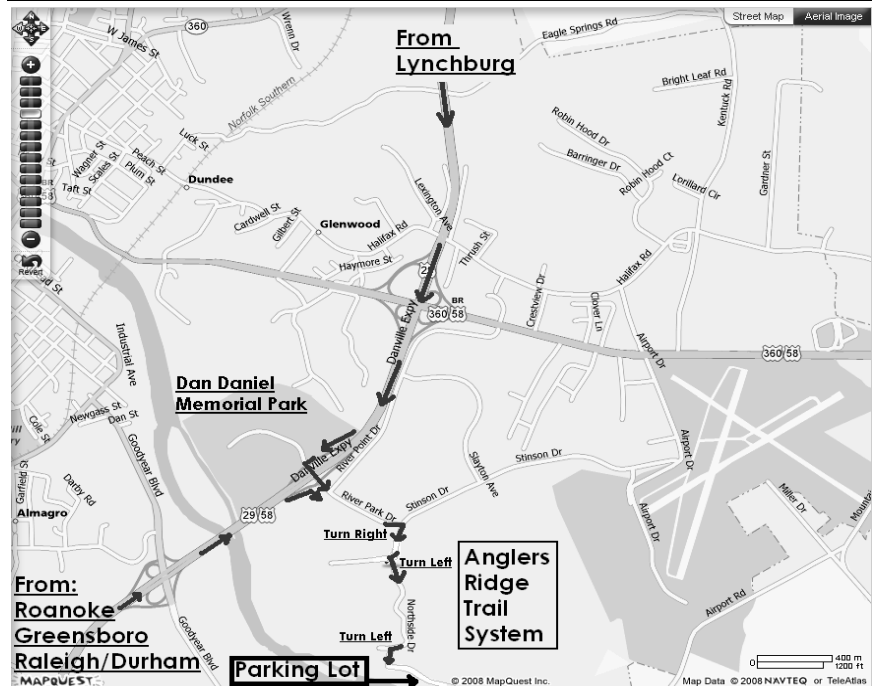 Street Map Aerial Image
W James St
360
Wrenn Dr
From
Lynchburg
Eagle Springs Rd
Norfolk Southern
Bright Leaf Rd
Kentuck Rd
Robin Hood Dr
Barringer Dr
Robin Hood Ct
Lorillard Cir
Gardner St
Luck St
Wagner St
Scales St
Peach St
Plum St
Taft St
BR
58
Dundee
Cardwell St
Gilbert St
Glenwood
Halifax Rd
Lexington Ave
Thrush St
Haymore St
Halifax Rd
Revert
BR
360 58
Crestview Dr
Clover Ln
Danville Expy
Airport Dr
360 58
Industrial Ave
Dan Daniel
Memorial Park
Newgass St
Dan St
Cole St
Goodyear Blvd
Danville Expy
River Point Dr
Slayton Ave
Stinson Dr
Airport Dr
Garfield St
Darby Rd
Almagro
29 58
River Park Dr
Stinson Dr
Miller Dr
Airport Dr
Turn Right
Turn Left
Anglers
Ridge
Trail
System
From:
Roanoke
Greensboro
Raleigh/Durham
Goodyear Blvd
Northside Dr
Airport Rd
Turn Left
Parking Lot
400 m
0 1200 ft
MAPQUEST
© 2008 MapQuest Inc.
Map Data © 2008 NAVTEQ or TeleAtlas